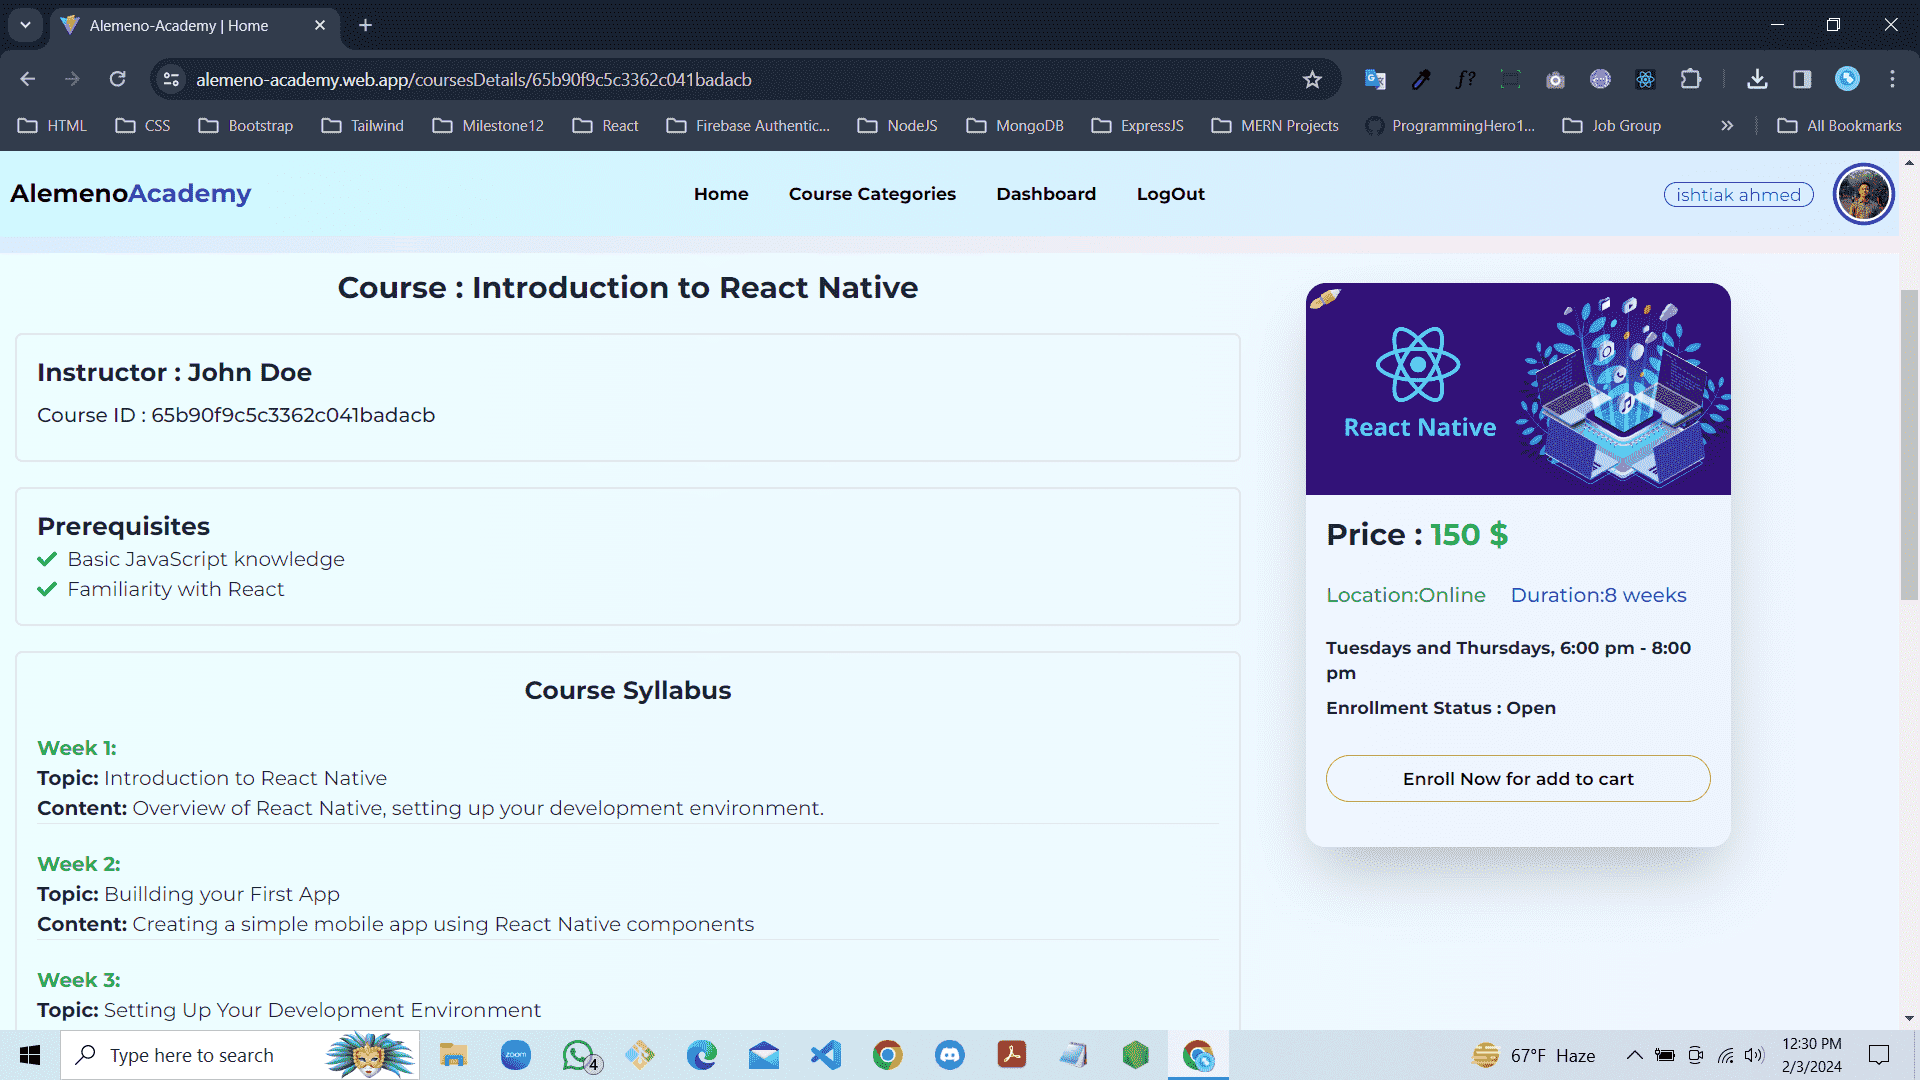 Alemeno-Academy | Home
alemeno-academy.web.app/coursesDetails/65b90f9c5c3362c041badacb
f?
HTML CSS Bootstrap Tailwind Milestone12 React Firebase Authentic... NodeJS MongoDB ExpressJS MERN Projects ProgrammingHero1... Job Group » All Bookmarks
AlemenoAcademy Home Course Categories Dashboard LogOut ishtiak ahmed
Course : Introduction to React Native
Instructor : John Doe
Course ID : 65b90f9c5c3362c041badacb
Prerequisites
Basic JavaScript knowledge
Familiarity with React
Course Syllabus
Week 1:
Topic: Introduction to React Native
Content: Overview of React Native, setting up your development environment.
Week 2:
Topic: Buillding your First App
Content: Creating a simple mobile app using React Native components
Week 3:
Topic: Setting Up Your Development Environment
React Native
Price : 150 $
Location:Online Duration:8 weeks
Tuesdays and Thursdays, 6:00 pm - 8:00
pm
Enrollment Status : Open
Enroll Now for add to cart
Type here to search
zoom
4
67°F Haze
12:30 PM
2/3/2024